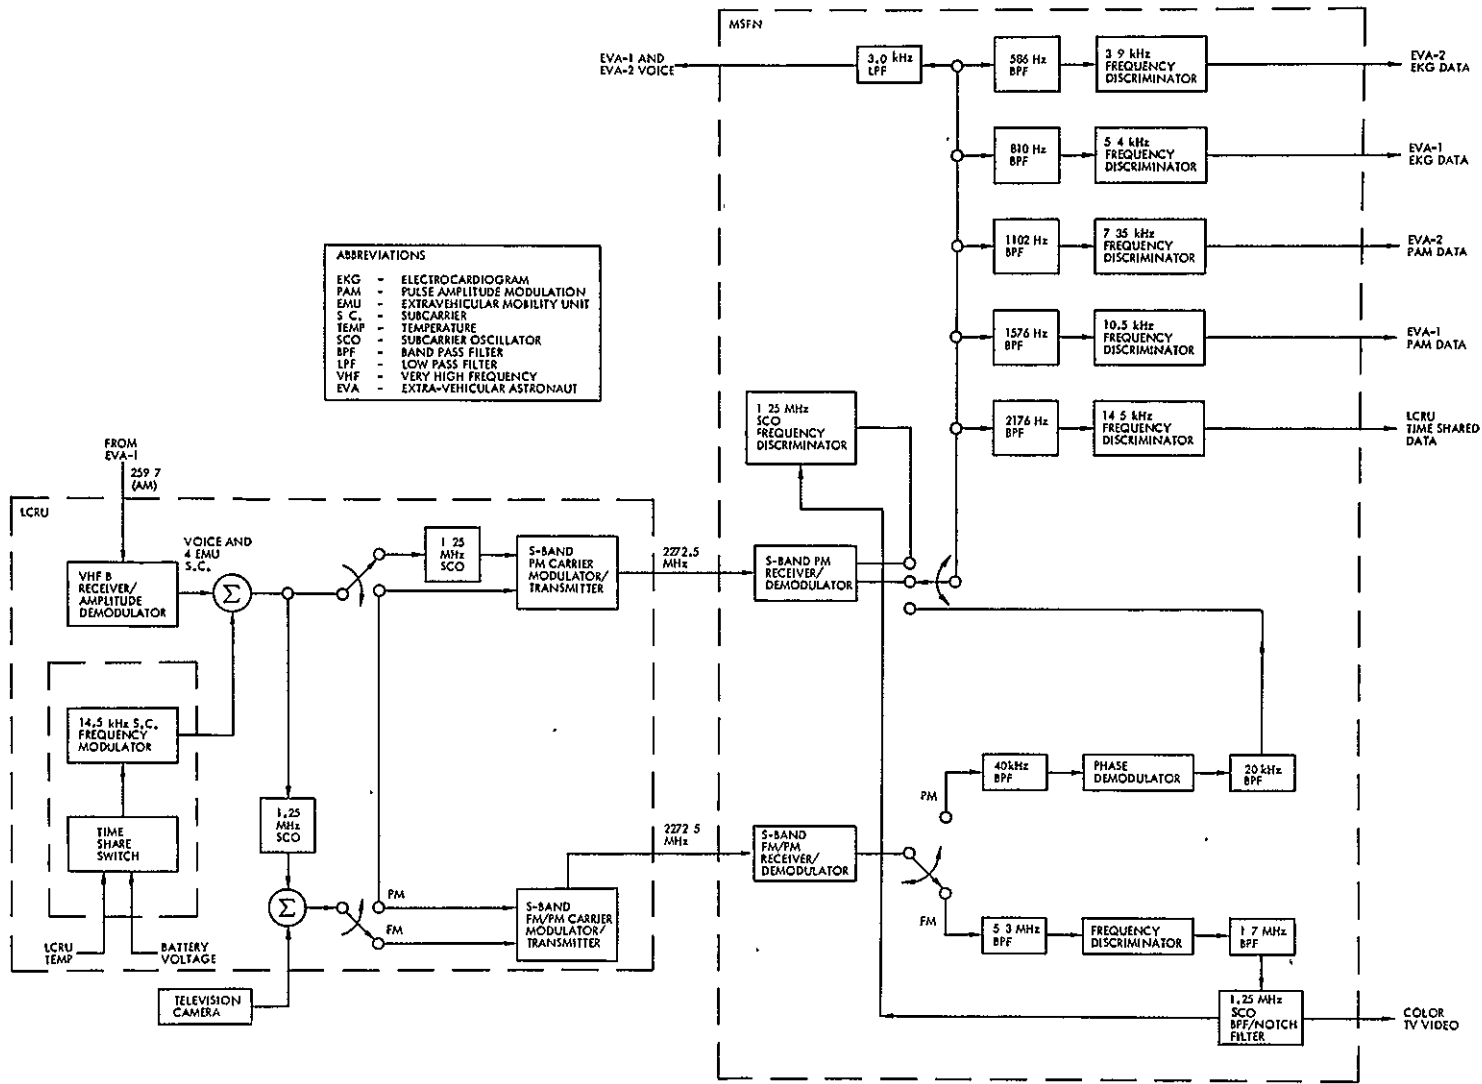 MSFN
EVA-1 AND
EVA-2 VOICE
3.0 kHz
LPF
586 Hz
BPF
3 9 kHz
FREQUENCY
DISCRIMINATOR
EVA-2
EKG DATA
810 Hz
BPF
5 4 kHz
FREQUENCY
DISCRIMINATOR
EVA-1
EKG DATA
1102 Hz
BPF
7 35 kHz
FREQUENCY
DISCRIMINATOR
EVA-2
PAM DATA
1576 Hz
BPF
10.5 kHz
FREQUENCY
DISCRIMINATOR
EVA-1
PAM DATA
2176 Hz
BPF
14 5 kHz
FREQUENCY
DISCRIMINATOR
LCRU
TIME SHARED
DATA
ABBREVIATIONS
EKG - ELECTROCARDIOGRAM
PAM - PULSE AMPLITUDE MODULATION
EMU - EXTRAVEHICULAR MOBILITY UNIT
S C. - SUBCARRIER
TEMP - TEMPERATURE
SCO - SUBCARRIER OSCILLATOR
BPF - BAND PASS FILTER
LPF - LOW PASS FILTER
VHF - VERY HIGH FREQUENCY
EVA - EXTRA-VEHICULAR ASTRONAUT
1 25 MHz
SCO
FREQUENCY
DISCRIMINATOR
FROM
EVA-1
259 7
(AM)
LCRU
VOICE AND
4 EMU
S.C.
VHF B
RECEIVER/
AMPLITUDE
DEMODULATOR
Σ
1 25
MHz
SCO
S-BAND
PM CARRIER
MODULATOR/
TRANSMITTER
2272.5
MHz
S-BAND PM
RECEIVER/
DEMODULATOR
14.5 kHz S.C.
FREQUENCY
MODULATOR
TIME
SHARE
SWITCH
LCRU
TEMP
BATTERY
VOLTAGE
1.25
MHz
SCO
Σ
PM
FM
S-BAND
FM/PM CARRIER
MODULATOR/
TRANSMITTER
TELEVISION
CAMERA
2272 5
MHz
S-BAND
FM/PM
RECEIVER/
DEMODULATOR
PM
40 kHz
BPF
PHASE
DEMODULATOR
20 kHz
BPF
FM
5 3 MHz
BPF
FREQUENCY
DISCRIMINATOR
1 7 MHz
BPF
1.25 MHz
SCO
BPF/NOTCH
FILTER
COLOR
TV VIDEO